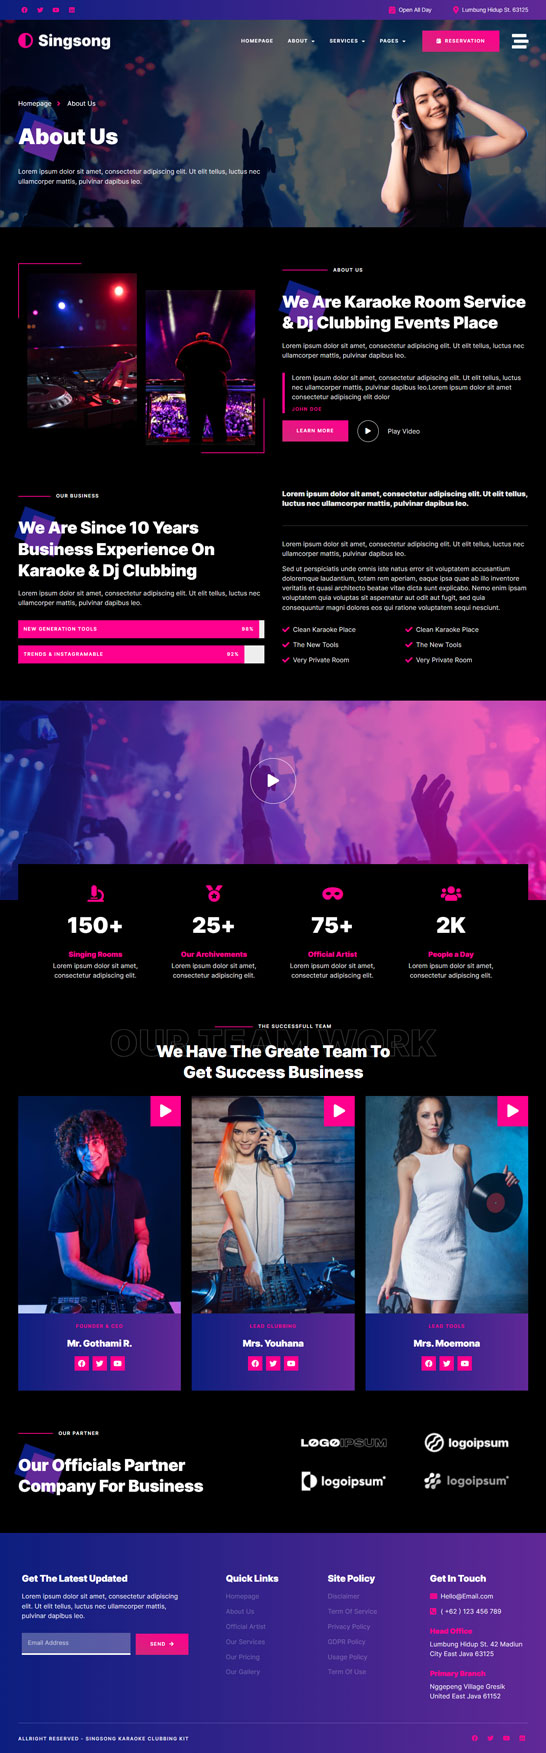 Open All Day
Lumbung Hidup St. 63125
Singsong
HOMEPAGE
ABOUT
SERVICES
PAGES
RESERVATION
Homepage
About Us
About Us
Lorem ipsum dolor sit amet, consectetur adipiscing elit. Ut elit tellus, luctus nec
ullamcorper mattis, pulvinar dapibus leo.
ABOUT US
We Are Karaoke Room Service
& Dj Clubbing Events Place
Lorem ipsum dolor sit amet, consectetur adipiscing elit. Ut elit tellus, luctus nec
ullamcorper mattis, pulvinar dapibus leo.
Lorem ipsum dolor sit amet, consectetur adipiscing elit. Ut elit tellus, luctus
nec ullamcorper mattis, pulvinar dapibus leo.Lorem ipsum dolor sit amet
consectetur adipiscing elit dolor
JOHN DOE
LEARN MORE
Play Video
OUR BUSINESS
We Are Since 10 Years
Business Experience On
Karaoke & Dj Clubbing
Lorem ipsum dolor sit amet, consectetur adipiscing elit. Ut elit tellus, luctus nec
ullamcorper mattis, pulvinar dapibus leo.
NEW GENERATION TOOLS 98%
TRENDS & INSTAGRAMABLE 92%
Lorem ipsum dolor sit amet, consectetur adipiscing elit. Ut elit tellus,
luctus nec ullamcorper mattis, pulvinar dapibus leo.
Lorem ipsum dolor sit amet, consectetur adipiscing elit. Ut elit tellus, luctus nec
ullamcorper mattis, pulvinar dapibus leo.
Sed ut perspiciatis unde omnis iste natus error sit voluptatem accusantium
doloremque laudantium, totam rem aperiam, eaque ipsa quae ab illo inventore
veritatis et quasi architecto beatae vitae dicta sunt explicabo. Nemo enim ipsam
voluptatem quia voluptas sit aspernatur aut odit aut fugit, sed quia
consequuntur magni dolores eos qui ratione voluptatem sequi nesciunt.
Clean Karaoke Place
Clean Karaoke Place
The New Tools
The New Tools
Very Private Room
Very Private Room
150+
Singing Rooms
Lorem ipsum dolor sit amet,
consectetur adipiscing elit.
25+
Our Archivements
Lorem ipsum dolor sit amet,
consectetur adipiscing elit.
75+
Official Artist
Lorem ipsum dolor sit amet,
consectetur adipiscing elit.
2K
People a Day
Lorem ipsum dolor sit amet,
consectetur adipiscing elit.
THE SUCCESSFULL TEAM
OUR TEAM WORK
We Have The Greate Team To
Get Success Business
FOUNDER & CEO
Mr. Gothami R.
LEAD CLUBBING
Mrs. Youhana
LEAD TOOLS
Mrs. Moemona
OUR PARTNER
Our Officials Partner
Company For Business
LOGOIPSUM
logoipsum
logoipsum
logoipsum
Get The Latest Updated
Lorem ipsum dolor sit amet, consectetur adipiscing
elit. Ut elit tellus, luctus nec ullamcorper mattis,
pulvinar dapibus leo.
Email Address
SEND
Quick Links
Homepage
About Us
Official Artist
Our Services
Our Pricing
Our Gallery
Site Policy
Disclaimer
Term Of Service
Privacy Policy
GDPR Policy
Usage Policy
Term Of Use
Get In Touch
Hello@Email.com
( +62 ) 123 456 789
Head Office
Lumbung Hidup St. 42 Madiun
City East Java 63125
Primary Branch
Nggepeng Village Gresik
United East Java 61152
ALLRIGHT RESERVED - SINGSONG KARAOKE CLUBBING KIT